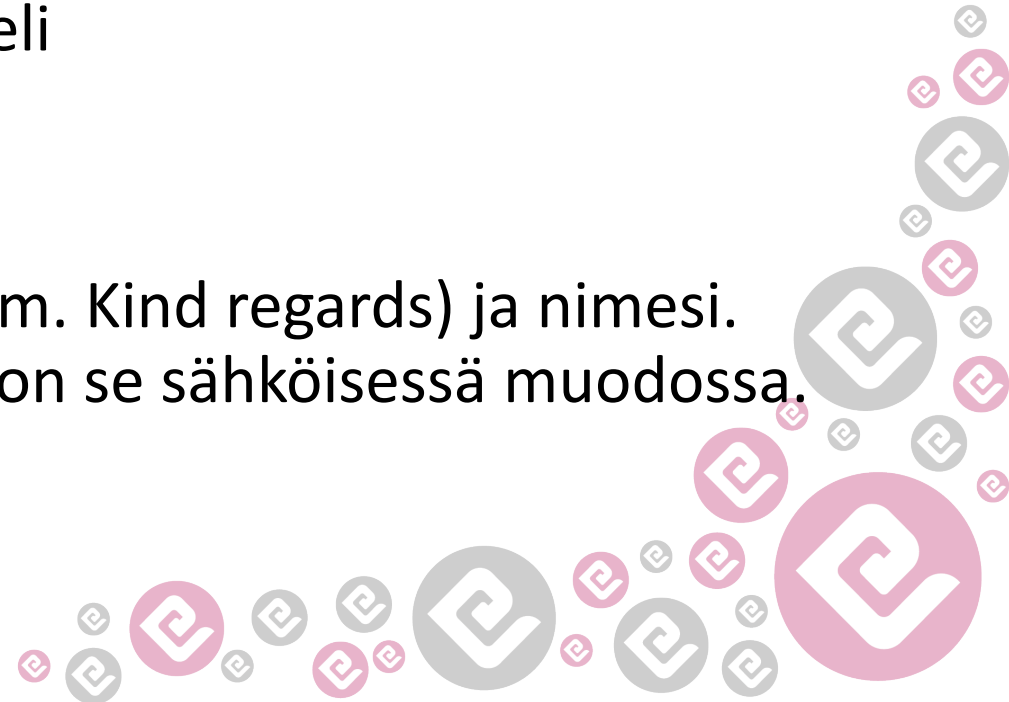 eli
m. Kind regards) ja nimesi.
on se sähköisessä muodossa.